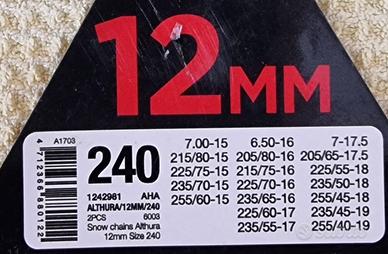 12MM
A1703
4712366880122
240
1242981 AHA
ALTHURA/12MM/240
2PCS 6003
Snow chains Althura
12mm Size 240
7.00-15 6.50-16 7-17.5
215/80-15 205/80-16 205/65-17.5
225/75-15 215/75-16 225/55-18
235/70-15 225/70-16 235/50-18
255/60-15 235/65-16 235/45-19
225/60-17 235/45-19
235/55-17 255/40-19